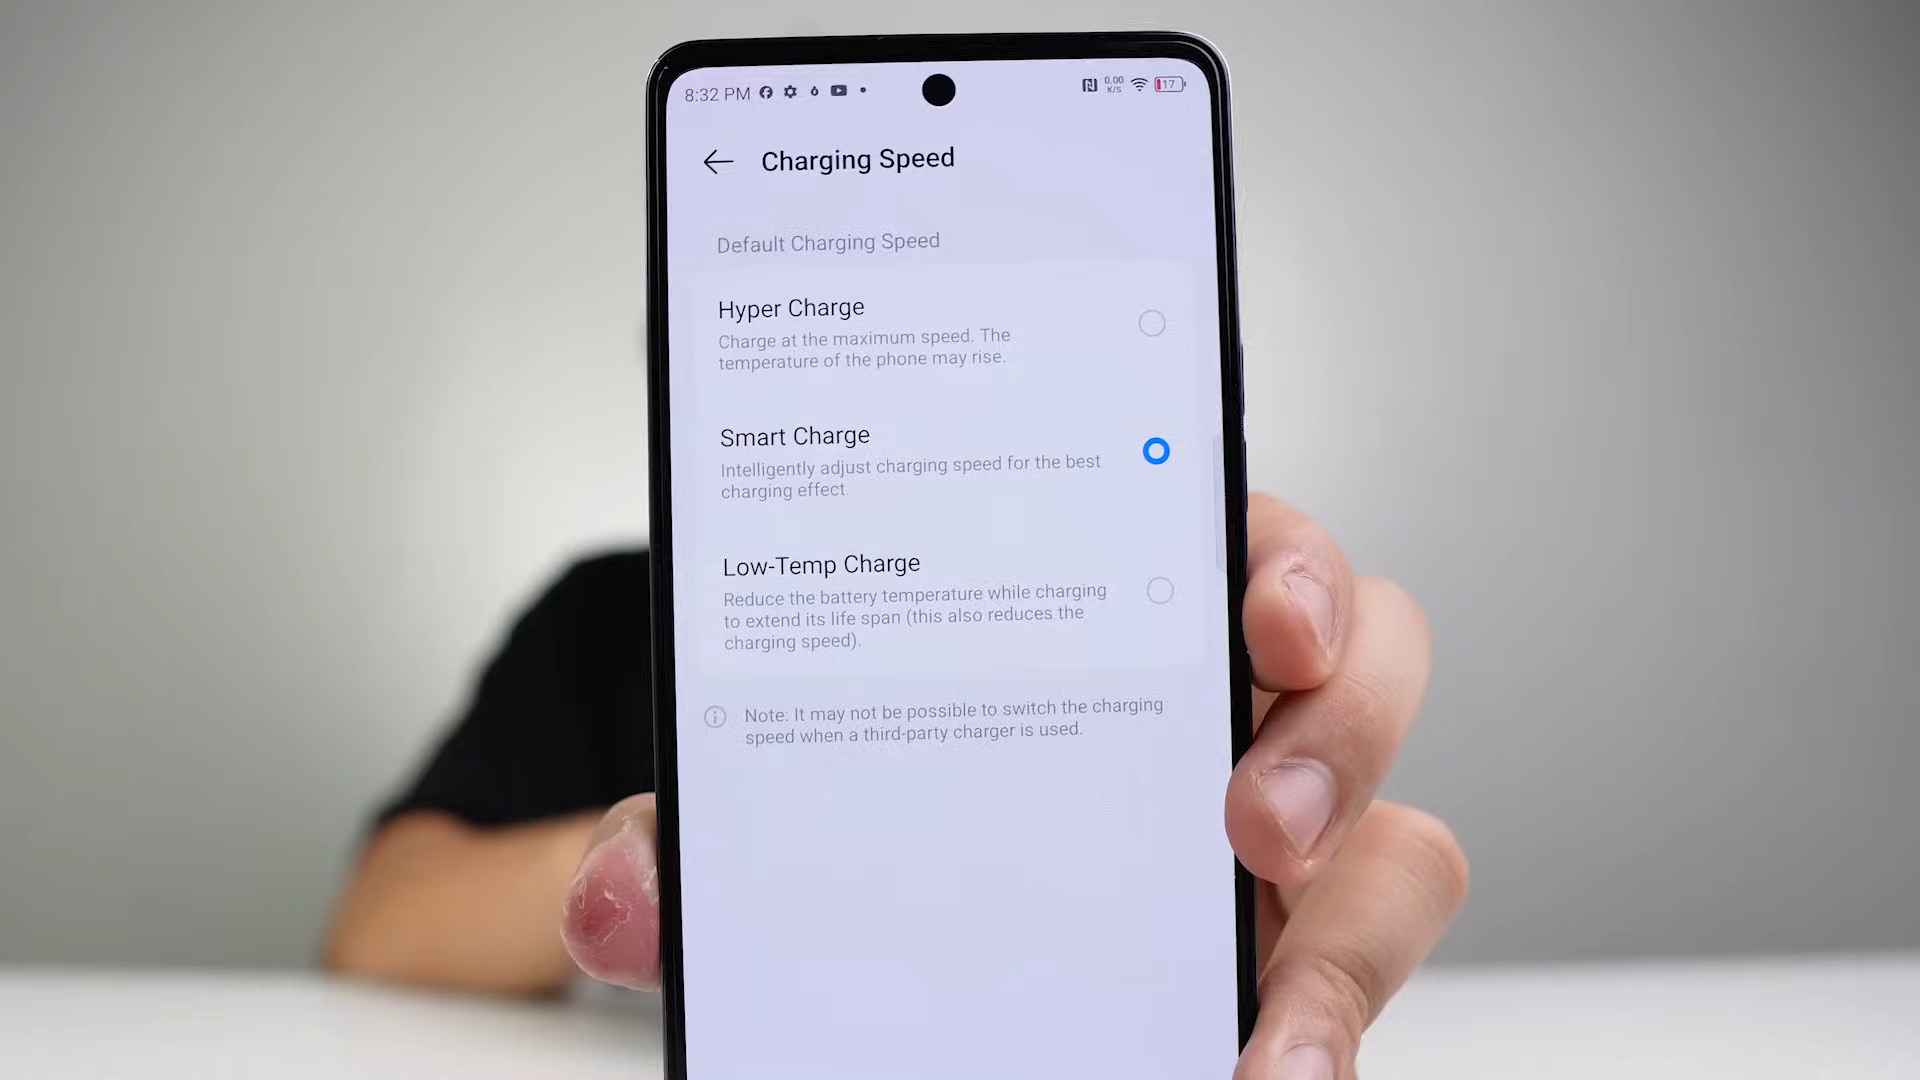 8:32 PM
0.00
K/S
17
Charging Speed
Default Charging Speed
Hyper Charge
Charge at the maximum speed. The
temperature of the phone may rise.
Smart Charge
Intelligently adjust charging speed for the best
charging effect.
Low-Temp Charge
Reduce the battery temperature while charging
to extend its life span (this also reduces the
charging speed).
Note: It may not be possible to switch the charging
speed when a third-party charger is used.